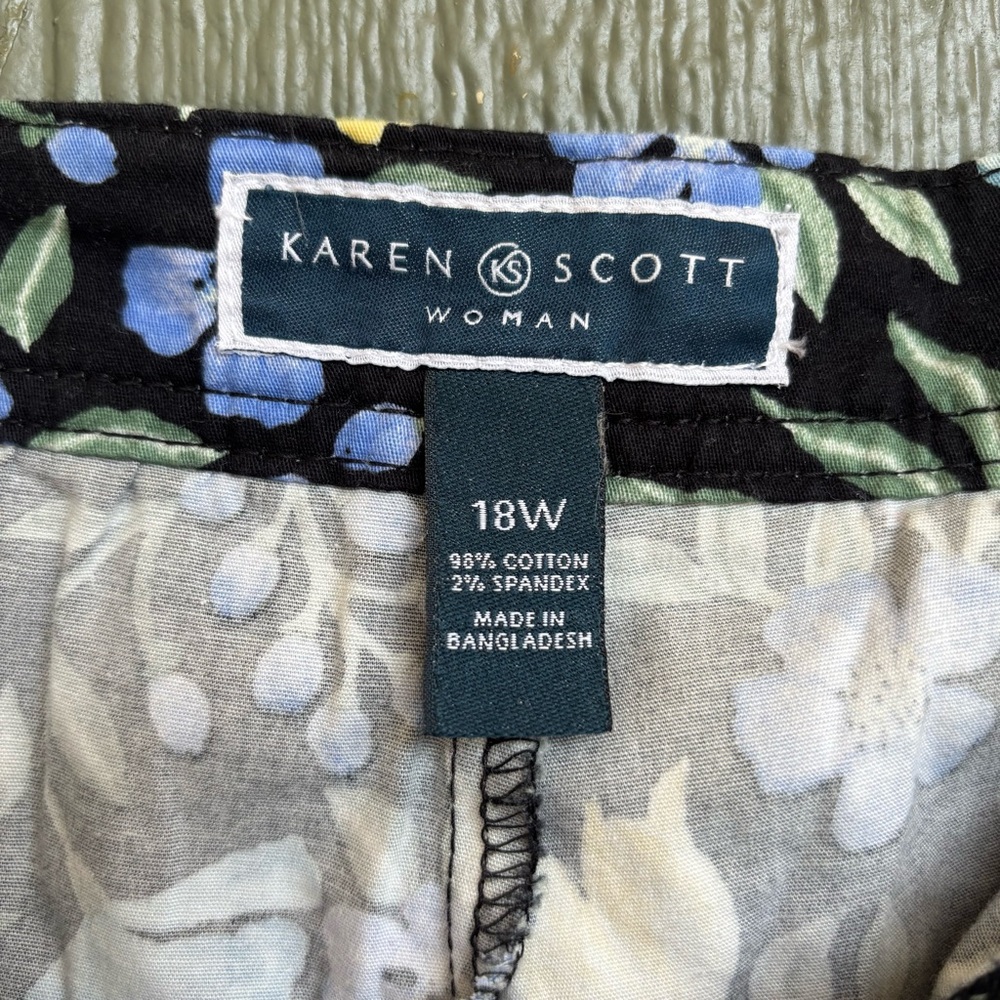 KAREN KS SCOTT
WOMAN
18W
98% COTTON
2% SPANDEX
MADE IN
BANGLADESH